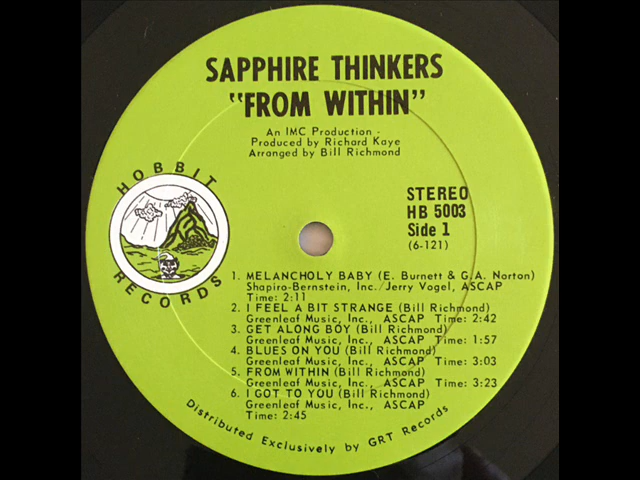 SAPPHIRE THINKERS
"FROM WITHIN"
An IMC Production -
Produced by Richard Kaye
Arranged by Bill Richmond
HOBBIT
RECORDS
STEREO
HB 5003
Side 1
(6-121)
1. MELANCHOLY BABY (E. Burnett & G.A. Norton)
Shapiro-Bernstein, Inc./Jerry Vogel, ASCAP
Time: 2:11
2. I FEEL A BIT STRANGE (Bill Richmond)
Greenleaf Music, Inc., ASCAP Time: 2:42
3. GET ALONG BOY (Bill Richmond)
Greenleaf Music, Inc., ASCAP Time: 1:57
4. BLUES ON YOU (Bill Richmond)
Greenleaf Music, Inc., ASCAP Time: 3:03
5. FROM WITHIN (Bill Richmond)
Greenleaf Music, Inc., ASCAP Time: 3:23
6. I GOT TO YOU (Bill Richmond)
Greenleaf Music, Inc., ASCAP
Time: 2:45
Distributed Exclusively by GRT Records